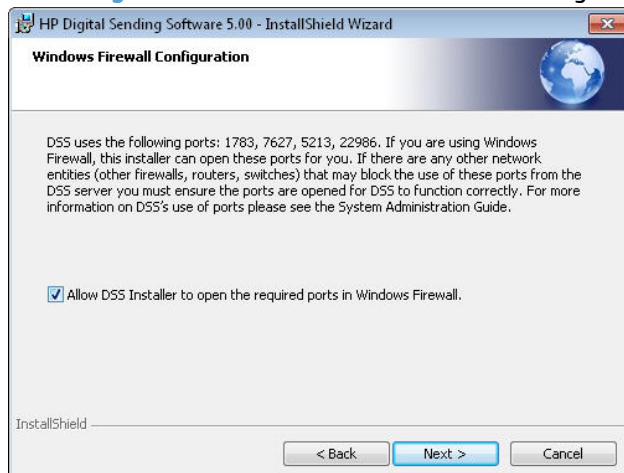 HP Digital Sending Software 5.00 - InstallShield Wizard
Windows Firewall Configuration
DSS uses the following ports: 1783, 7627, 5213, 22986. If you are using Windows
Firewall, this installer can open these ports for you. If there are any other network
entities (other firewalls, routers, switches) that may block the use of these ports from the
DSS server you must ensure the ports are opened for DSS to function correctly. For more
information on DSS's use of ports please see the System Administration Guide.
Allow DSS Installer to open the required ports in Windows Firewall.
InstallShield
< Back
Next >
Cancel